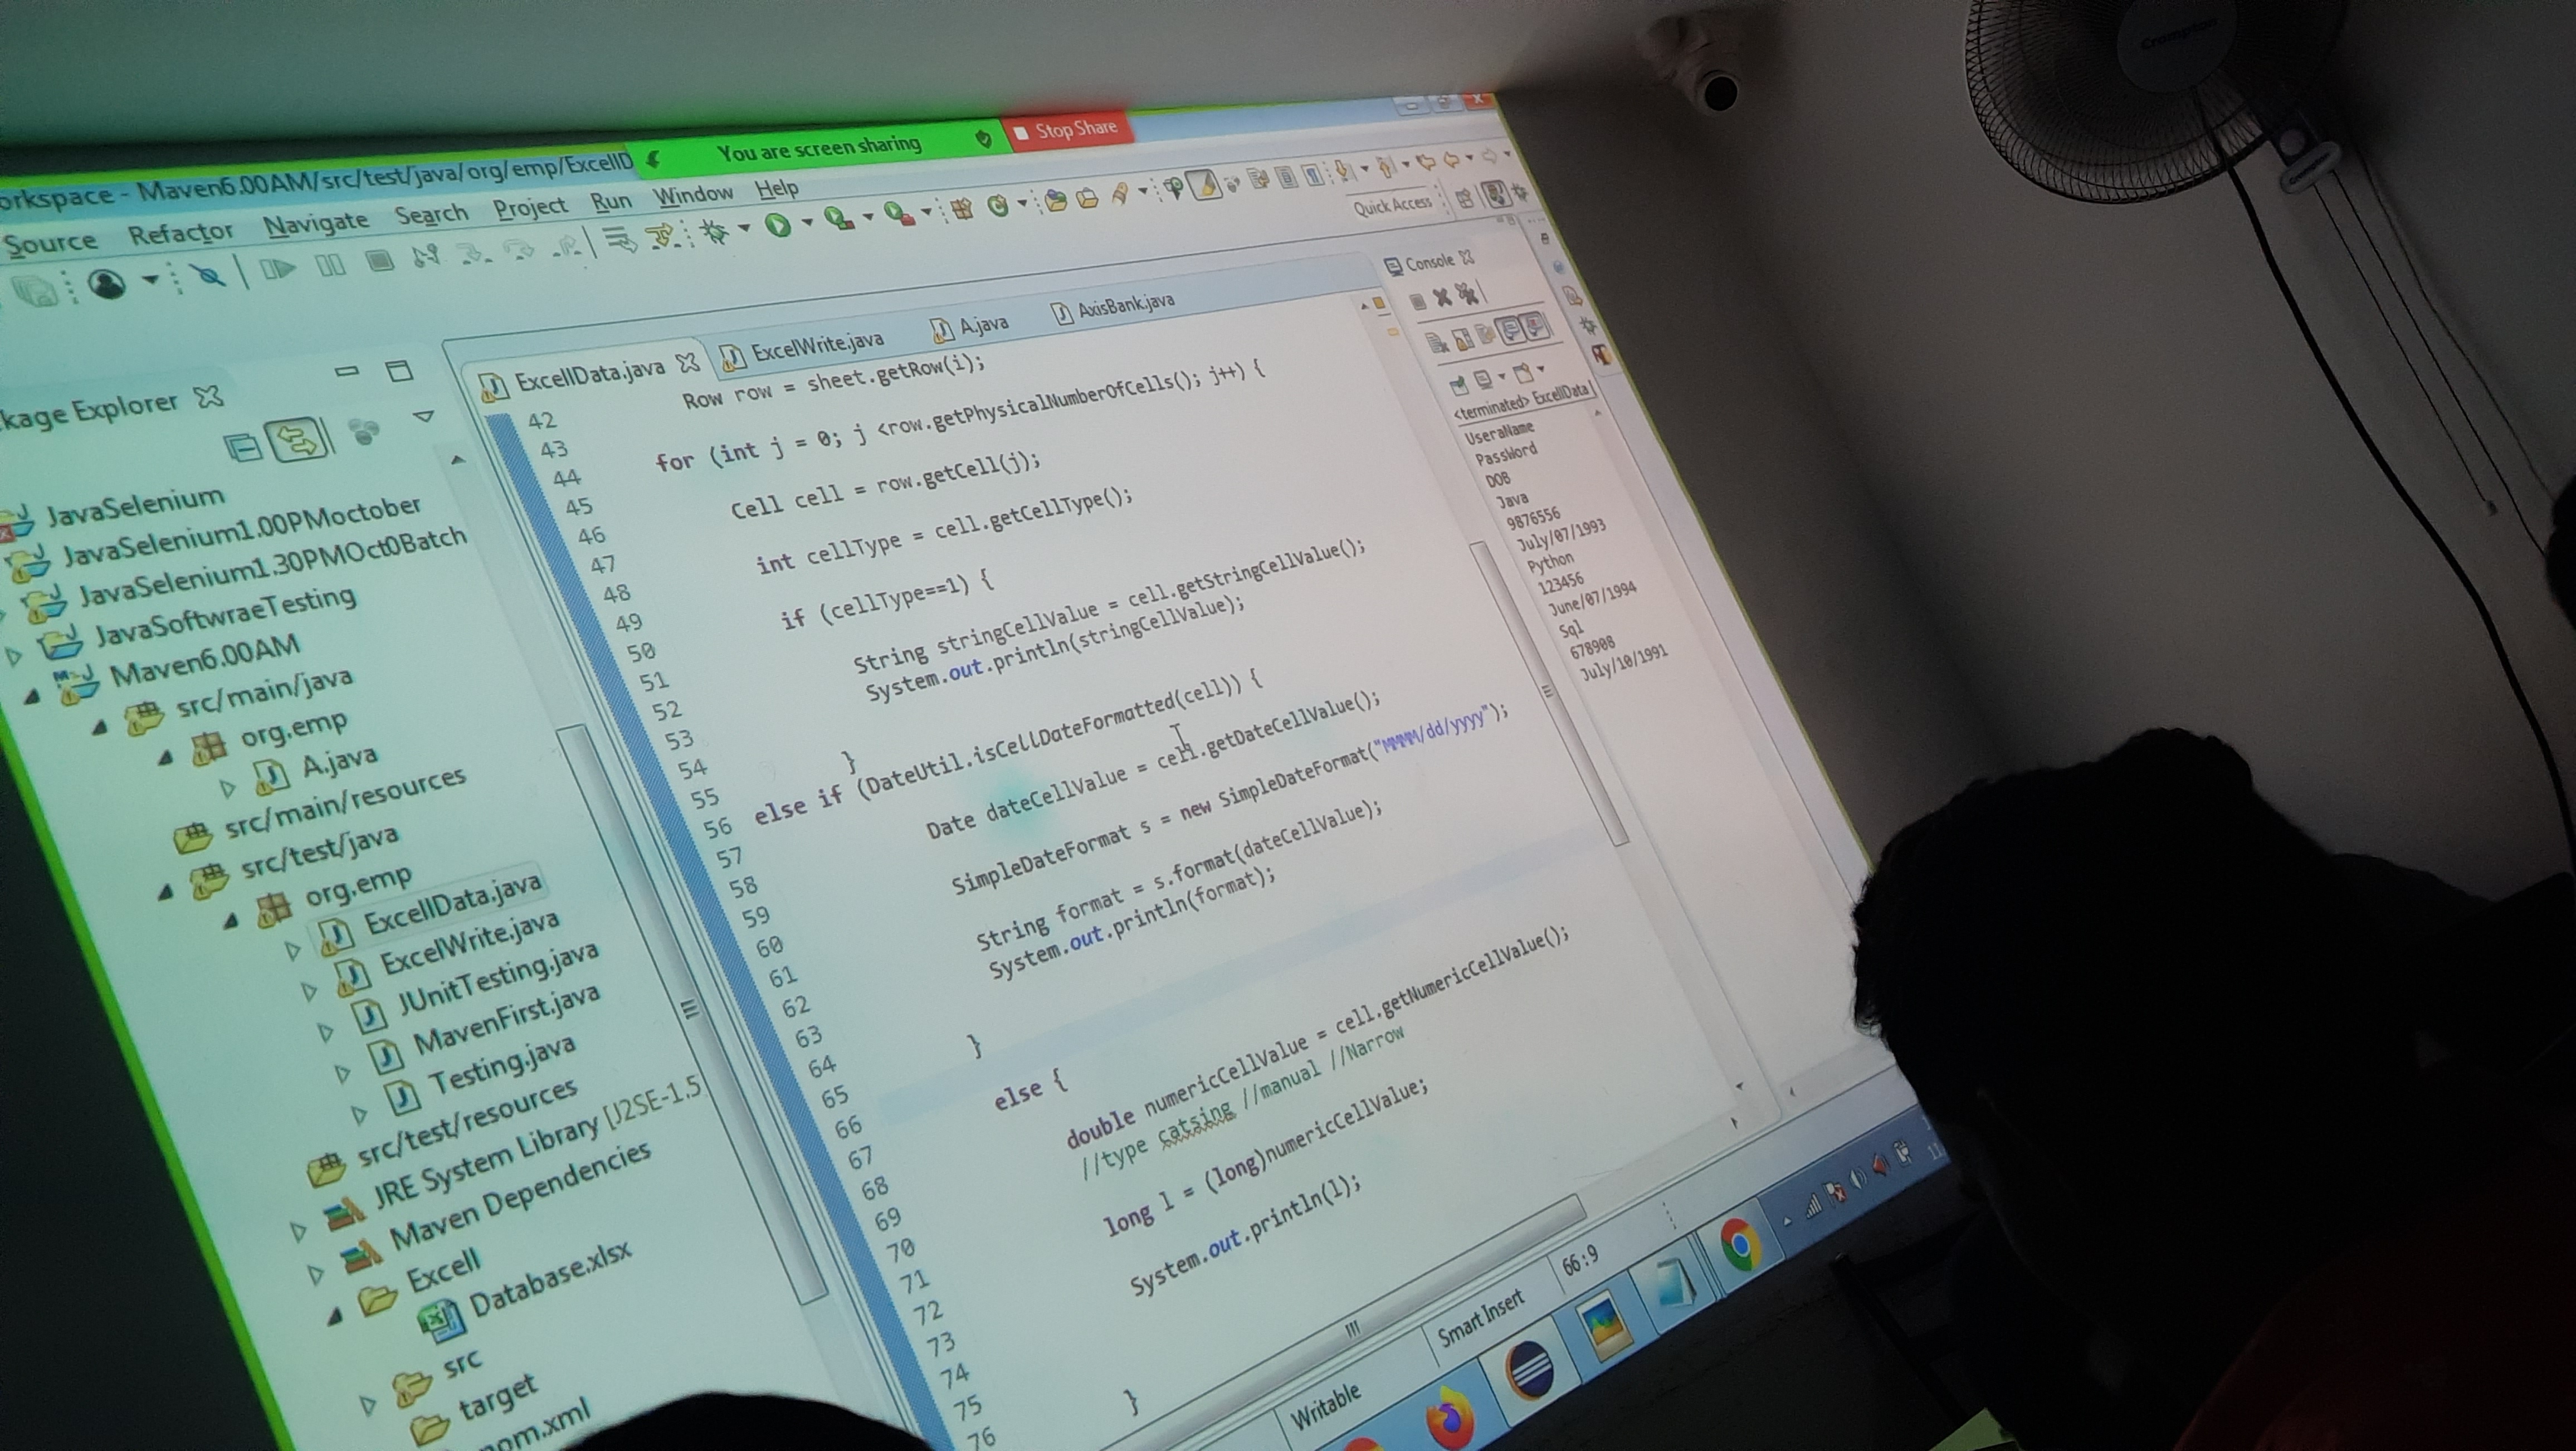 You are screen sharing
Stop Share
orkspace - Maven6.00AM/src/test/java/org/emp/ExcellD
Source Refactor Navigate Search Project Run Window Help
Quick Access
kage Explorer
JavaSelenium
JavaSelenium1.00PMoctober
JavaSelenium1.30PMOct0Batch
JavaSoftwraeTesting
Maven6.00AM
src/main/java
org.emp
A.java
src/main/resources
src/test/java
org.emp
ExcellData.java
ExcelWrite.java
JUnitTesting.java
MavenFirst.java
Testing.java
src/test/resources
JRE System Library [J2SE-1.5
Maven Dependencies
Excell
Database.xlsx
src
target
pom.xml
ExcellData.java ExcelWrite.java A.java AxisBank.java
Row row = sheet.getRow(i);
42
43
for (int j = 0; j <row.getPhysicalNumberOfCells(); j++) {
44
45
Cell cell = row.getCell(j);
46
47
int cellType = cell.getCellType();
48
49
if (cellType==1) {
50
51
String stringCellValue = cell.getStringCellValue();
52
System.out.println(stringCellValue);
53
54
}
55
else if (DateUtil.isCellDateFormatted(cell)) {
56
57
Date dateCellValue = cell.getDateCellValue();
58
59
SimpleDateFormat s = new SimpleDateFormat("MMMM/dd/yyyy");
60
61
String format = s.format(dateCellValue);
62
System.out.println(format);
63
64
}
65
66
else {
67
double numericCellValue = cell.getNumericCellValue();
68
//type catsing //manual //Narrow
69
70
long l = (long)numericCellValue;
71
72
System.out.println(l);
73
74
75
76
}
Console
<terminated> ExcellData
UseraName
PassWord
DOB
Java
9876556
July/07/1993
Python
123456
June/07/1994
Sql
678908
July/10/1991
Writable Smart Insert 66:9
Crompton